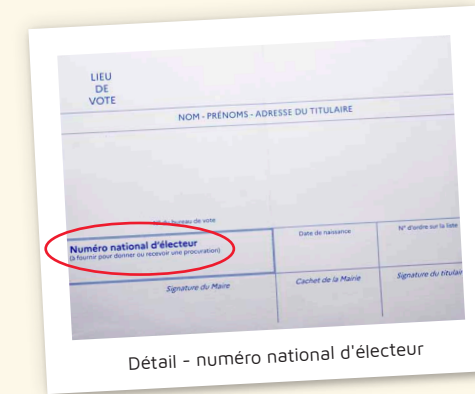 LIEU
DE
VOTE
NOM - PRÉNOMS - ADRESSE DU TITULAIRE
bureau de vote
Numéro national d'électeur
(à fournir pour donner ou recevoir une procuration)
Date de naissance
N° d'ordre sur la liste
Signature du Maire
Cachet de la Mairie
Signature du titulair
Détail - numéro national d'électeur